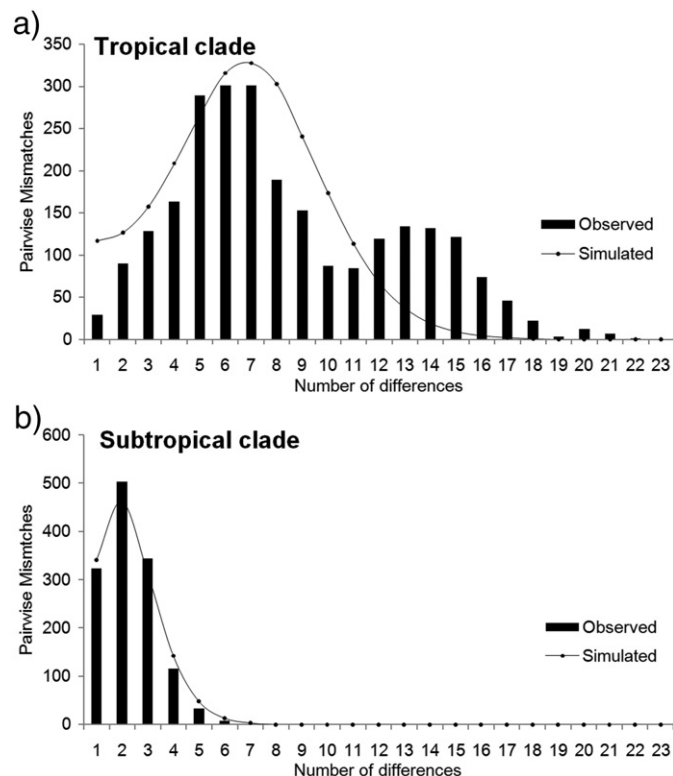 a)
Tropical clade
350
300
250
200
150
100
50
0
Pairwise Mismatches
Observed
Simulated
1 2 3 4 5 6 7 8 9 10 11 12 13 14 15 16 17 18 19 20 21 22 23
Number of differences
b)
Subtropical clade
600
500
400
300
200
100
0
Pairwise Mismtches
Observed
Simulated
1 2 3 4 5 6 7 8 9 10 11 12 13 14 15 16 17 18 19 20 21 22 23
Number of differences